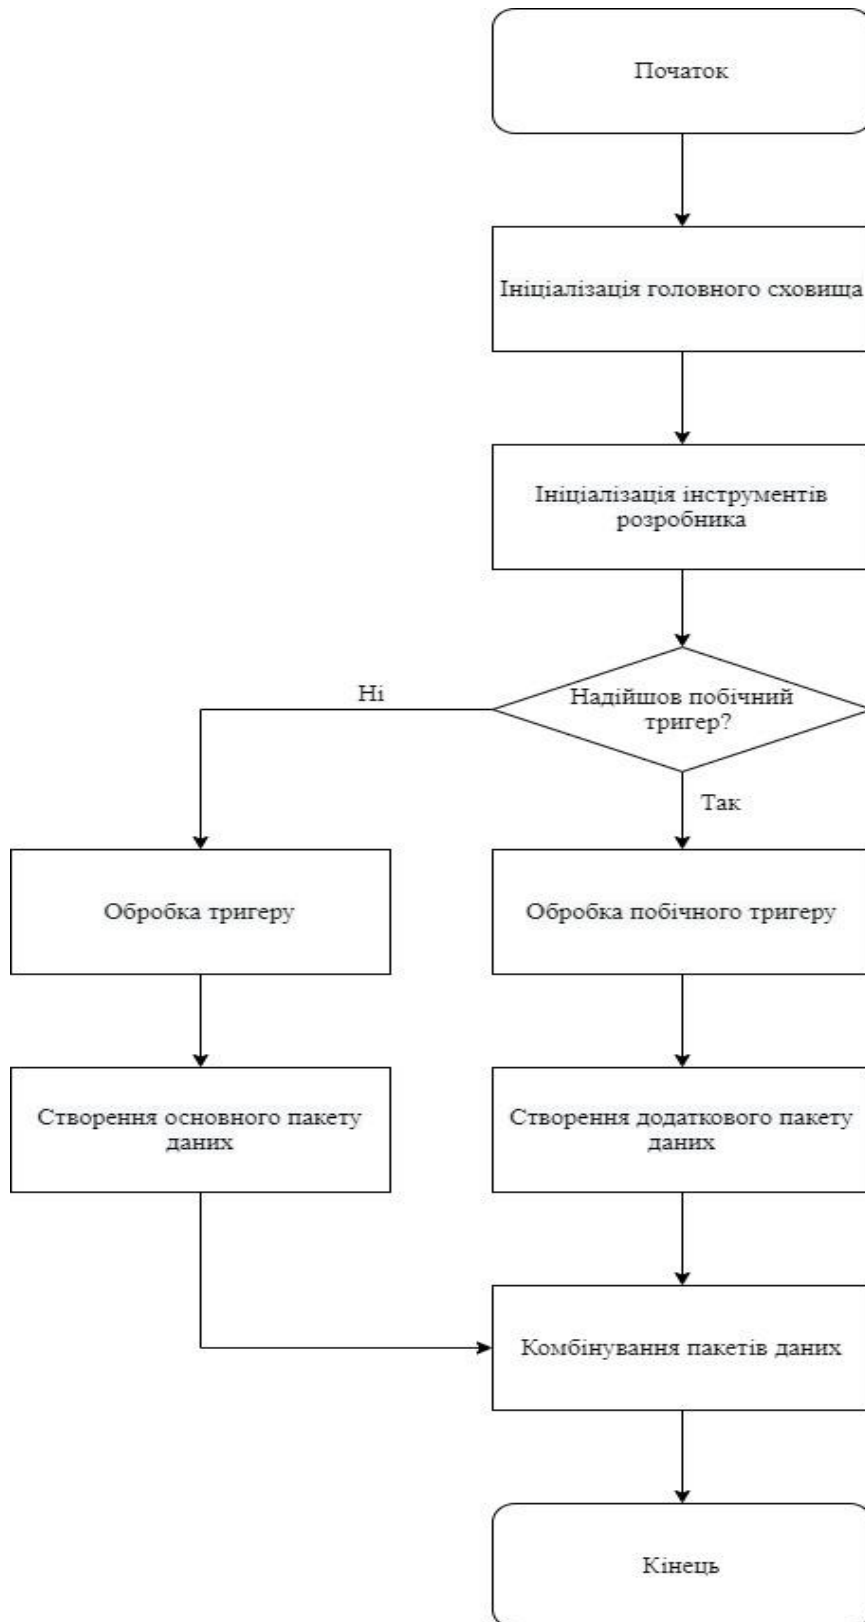 Початок
Ініціалізація головного сховища
Ініціалізація інструментів
розробника
Надійшов побічний
тригер?
Ні
Так
Обробка тригеру
Обробка побічного тригеру
Створення основного пакету
даних
Створення додаткового пакету
даних
Комбінування пакетів даних
Кінець